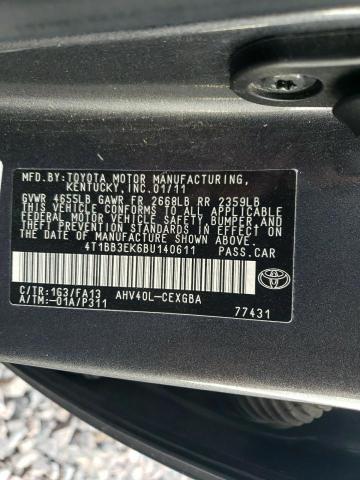 MFD.BY:TOYOTA MOTOR MANUFACTURING,
KENTUCKY,INC.01/11
GVWR 4655LB GAWR FR 2668LB RR 2359LB
THIS VEHICLE CONFORMS TO ALL APPLICABLE
FEDERAL MOTOR VEHICLE SAFETY, BUMPER,
AND THEFT PREVENTION STANDARDS IN EFFECT
ON THE DATE OF MANUFACTURE SHOWN ABOVE.
4T1BB3EK6BU140611 PASS.CAR
C/TR:1G3/FA13 AHV40L-CEXGBA
A/TM:-01A/P311
77431